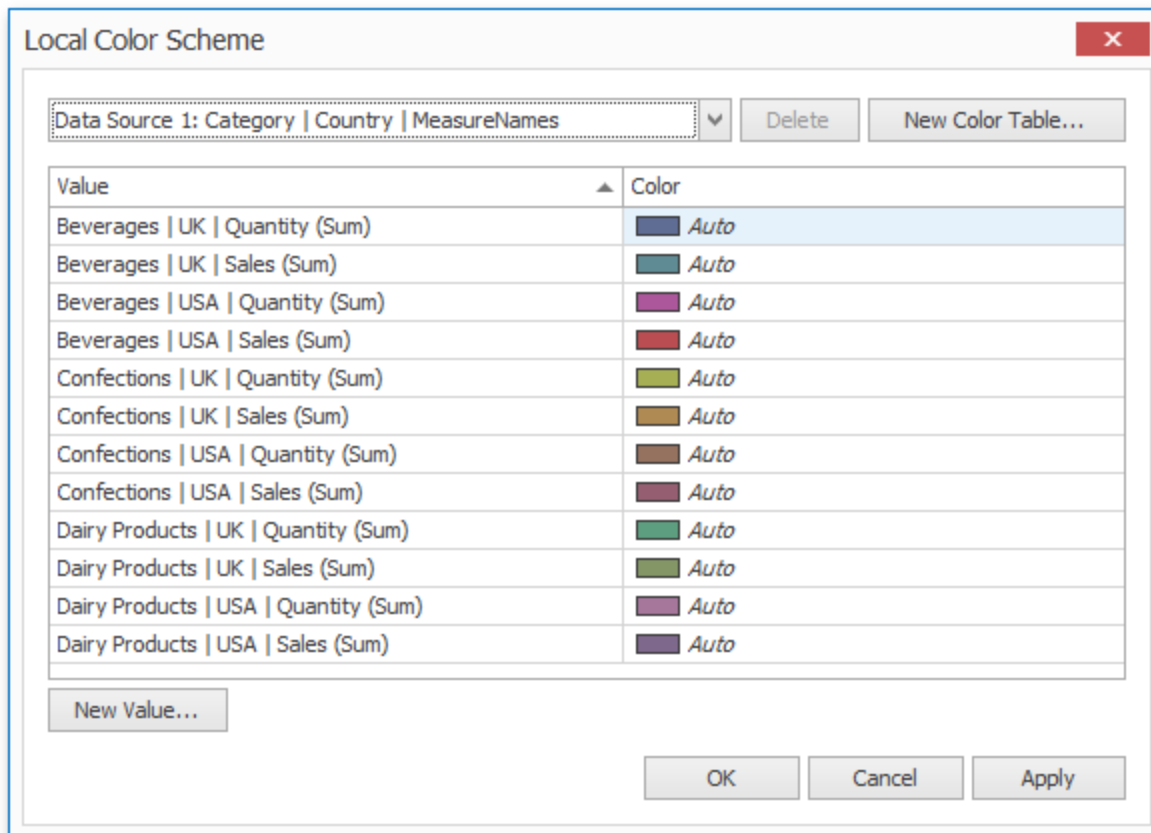 Local Color Scheme
Data Source 1: Category | Country | MeasureNames
Delete
New Color Table...
Value
Color
Beverages | UK | Quantity (Sum)
Auto
Beverages | UK | Sales (Sum)
Auto
Beverages | USA | Quantity (Sum)
Auto
Beverages | USA | Sales (Sum)
Auto
Confections | UK | Quantity (Sum)
Auto
Confections | UK | Sales (Sum)
Auto
Confections | USA | Quantity (Sum)
Auto
Confections | USA | Sales (Sum)
Auto
Dairy Products | UK | Quantity (Sum)
Auto
Dairy Products | UK | Sales (Sum)
Auto
Dairy Products | USA | Quantity (Sum)
Auto
Dairy Products | USA | Sales (Sum)
Auto
New Value...
OK
Cancel
Apply